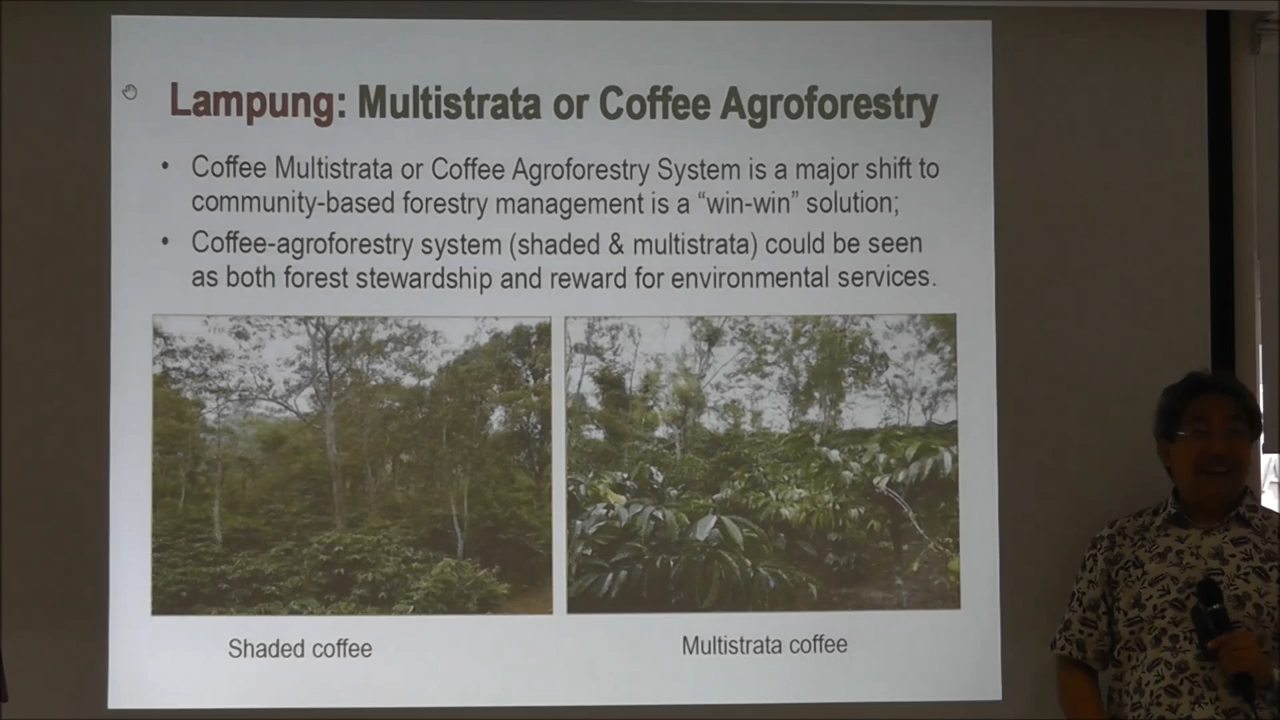 Lampung: Multistrata or Coffee Agroforestry
• Coffee Multistrata or Coffee Agroforestry System is a major shift to
community-based forestry management is a “win-win” solution;
• Coffee-agroforestry system (shaded & multistrata) could be seen
as both forest stewardship and reward for environmental services.
Shaded coffee
Multistrata coffee